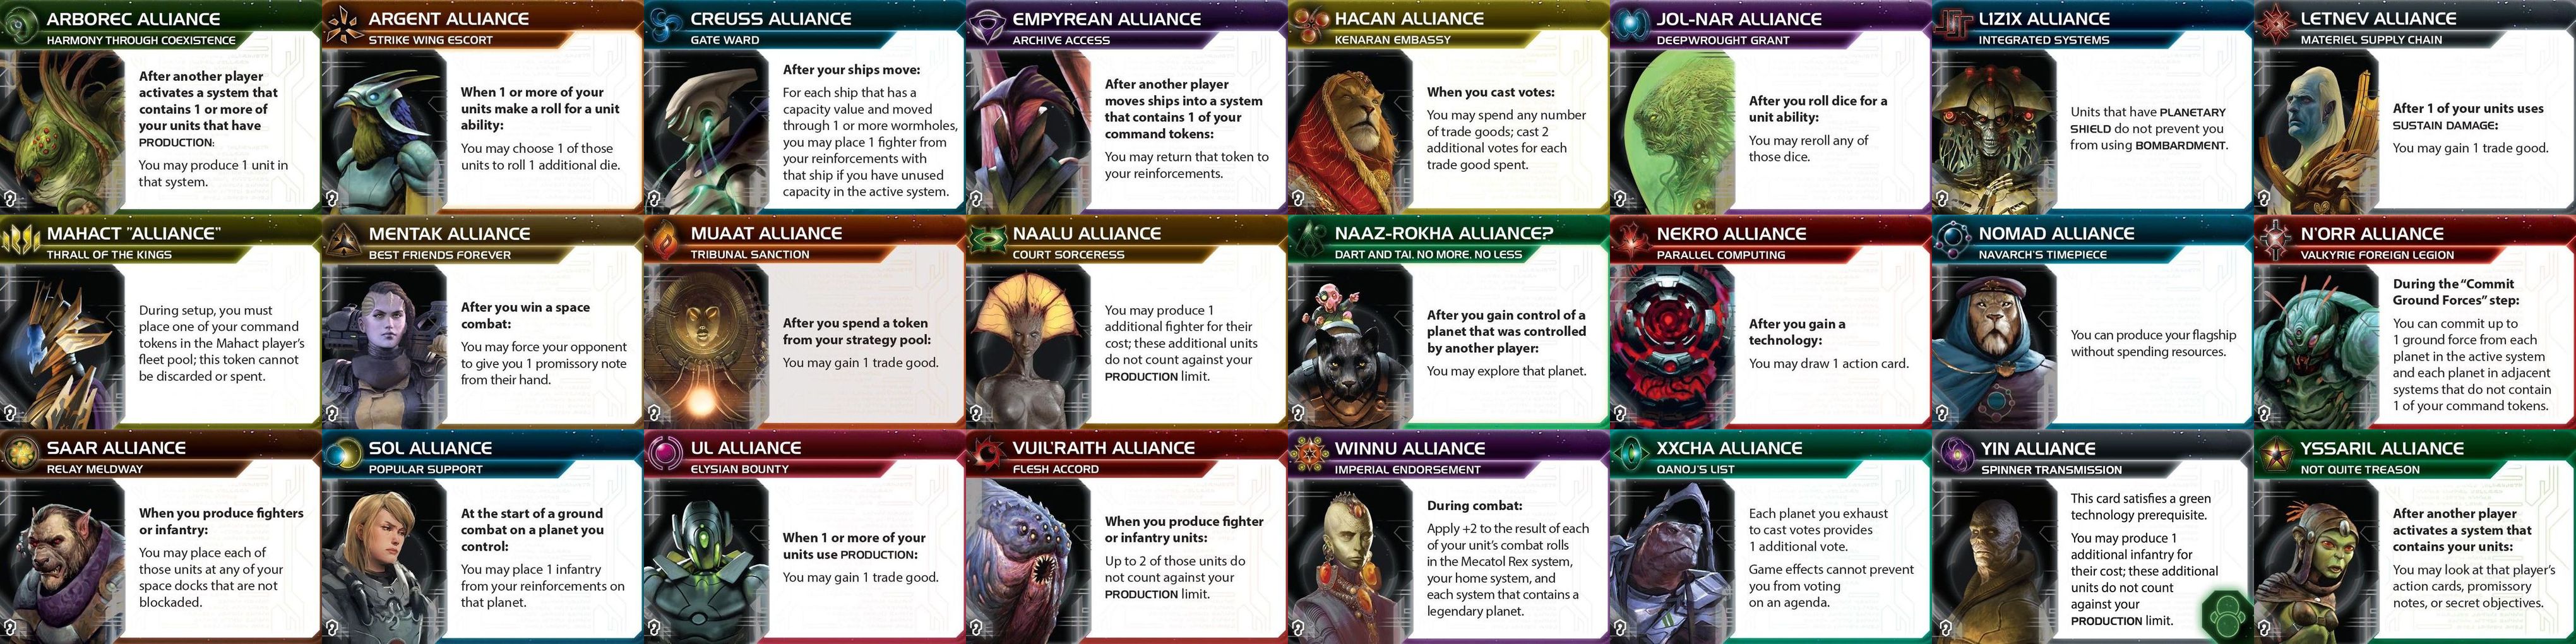 ARBOREC ALLIANCE
HARMONY THROUGH COEXISTENCE
After another player
activates a system that
contains 1 or more of
your units that have
PRODUCTION:
You may produce 1 unit in
that system.
ARGENT ALLIANCE
STRIKE WING ESCORT
When 1 or more of your
units make a roll for a unit
ability:
You may choose 1 of those
units to roll 1 additional die.
CREUSS ALLIANCE
GATE WARD
After your ships move:
For each ship that has a
capacity value and moved
through 1 or more wormholes,
you may place 1 fighter from
your reinforcements with
that ship if you have unused
capacity in the active system.
EMPYREAN ALLIANCE
ARCHIVE ACCESS
After another player
moves ships into a system
that contains 1 of your
command tokens:
You may return that token to
your reinforcements.
HACAN ALLIANCE
KENARAN EMBASSY
When you cast votes:
You may spend any number
of trade goods; cast 2
additional votes for each
trade good spent.
JOL-NAR ALLIANCE
DEEPWROUGHT GRANT
After you roll dice for a
unit ability:
You may reroll any of
those dice.
L1Z1X ALLIANCE
INTEGRATED SYSTEMS
Units that have PLANETARY
SHIELD do not prevent you
from using BOMBARDMENT.
LETNEV ALLIANCE
MATERIEL SUPPLY CHAIN
After 1 of your units uses
SUSTAIN DAMAGE:
You may gain 1 trade good.
MAHACT "ALLIANCE"
THRALL OF THE KINGS
During setup, you must
place one of your command
tokens in the Mahact player's
fleet pool; this token cannot
be discarded or spent.
MENTAK ALLIANCE
BEST FRIENDS FOREVER
After you win a space
combat:
You may force your opponent
to give you 1 promissory note
from their hand.
MUAAT ALLIANCE
TRIBUNAL SANCTION
After you spend a token
from your strategy pool:
You may gain 1 trade good.
NAALU ALLIANCE
COURT SORCERESS
You may produce 1
additional fighter for their
cost; these additional units
do not count against your
PRODUCTION limit.
NAAZ-ROKHA ALLIANCE?
DART AND TAI, NO MORE, NO LESS
After you gain control of a
planet that was controlled
by another player:
You may explore that planet.
NEKRO ALLIANCE
PARALLEL COMPUTING
After you gain a
technology:
You may draw 1 action card.
NOMAD ALLIANCE
NAVARCH'S TIMEPIECE
You can produce your flagship
without spending resources.
N'ORR ALLIANCE
VALKYRIE FOREIGN LEGION
During the "Commit
Ground Forces" step:
You can commit up to
1 ground force from each
planet in the active system
and each planet in adjacent
systems that do not contain
1 of your command tokens.
SAAR ALLIANCE
RELAY MELDWAY
When you produce fighters
or infantry:
You may place each of
those units at any of your
space docks that are not
blockaded.
SOL ALLIANCE
POPULAR SUPPORT
At the start of a ground
combat on a planet you
control:
You may place 1 infantry
from your reinforcements on
that planet.
UL ALLIANCE
ELYSIAN BOUNTY
When 1 or more of your
units use PRODUCTION:
You may gain 1 trade good.
VUIL'RAITH ALLIANCE
FLESH ACCORD
When you produce fighter
or infantry units:
Up to 2 of those units do
not count against your
PRODUCTION limit.
WINNU ALLIANCE
IMPERIAL ENDORSEMENT
During combat:
Apply +2 to the result of each
of your unit's combat rolls
in the Mecatol Rex system,
your home system, and
each system that contains a
legendary planet.
XXCHA ALLIANCE
QANOJ'S LIST
Each planet you exhaust
to cast votes provides
1 additional vote.
Game effects cannot prevent
you from voting
on an agenda.
YIN ALLIANCE
SPINNER TRANSMISSION
This card satisfies a green
technology prerequisite.
You may produce 1
additional infantry for
their cost; these additional
units do not count
against your
PRODUCTION limit.
YSSARIL ALLIANCE
NOT QUITE TREASON
After another player
activates a system that
contains your units:
You may look at that player's
action cards, promissory
notes, or secret objectives.